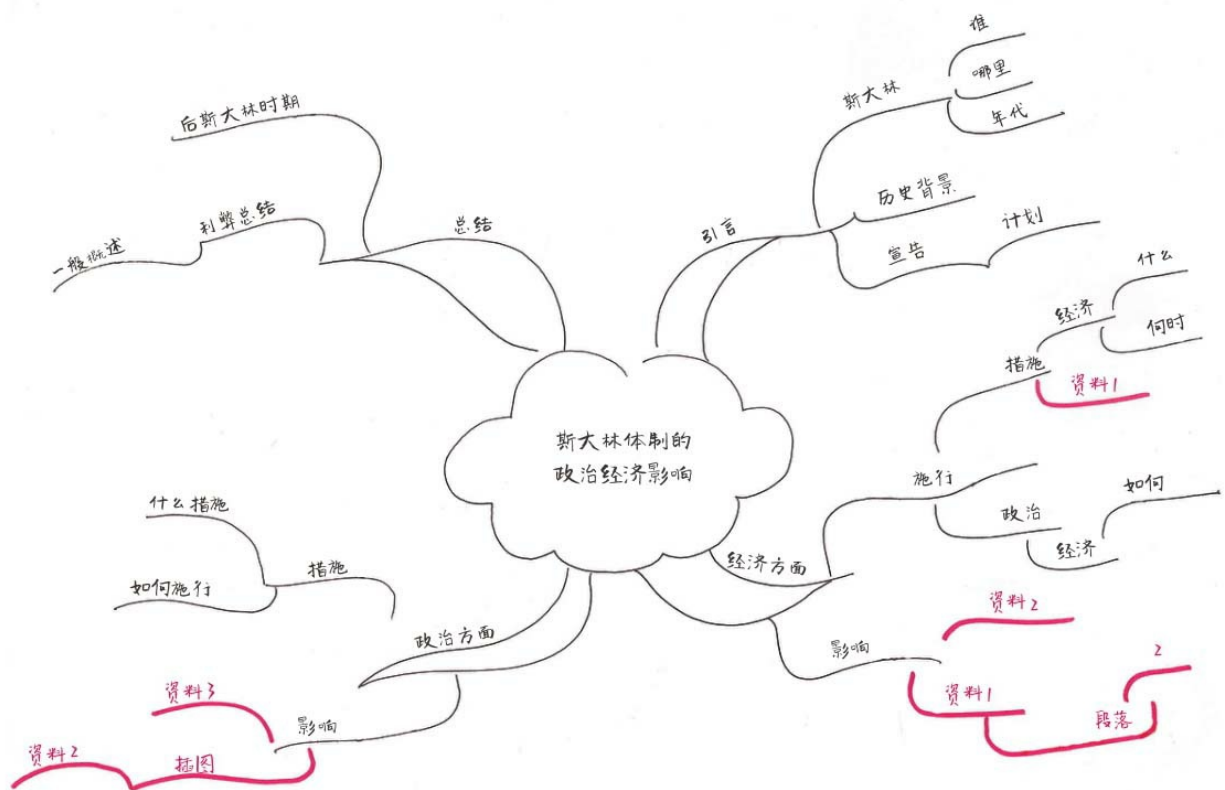 斯大林体制的
政治经济影响
引言
斯大林
谁
哪里
年代
历史背景
宣告
计划
经济方面
施行
措施
经济
什么
何时
资料1
政治
经济
如何
影响
资料2
资料1
段落
2
政治方面
措施
什么措施
如何施行
影响
资料3
插图
资料2
总结
后斯大林时期
利弊总结
一般概述